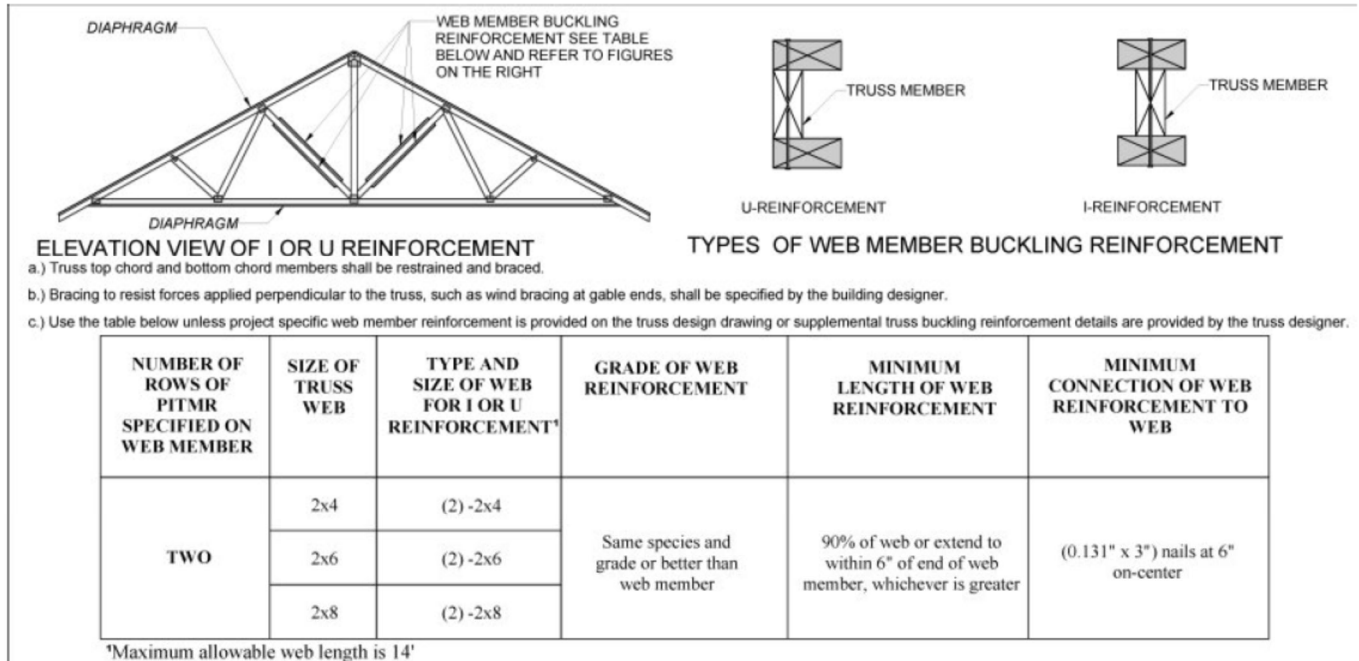 DIAPHRAGM
WEB MEMBER BUCKLING
REINFORCEMENT SEE TABLE
BELOW AND REFER TO FIGURES
ON THE RIGHT
TRUSS MEMBER
TRUSS MEMBER
DIAPHRAGM
U-REINFORCEMENT
I-REINFORCEMENT
ELEVATION VIEW OF I OR U REINFORCEMENT
TYPES OF WEB MEMBER BUCKLING REINFORCEMENT
a.) Truss top chord and bottom chord members shall be restrained and braced.
b.) Bracing to resist forces applied perpendicular to the truss, such as wind bracing at gable ends, shall be specified by the building designer.
c.) Use the table below unless project specific web member reinforcement is provided on the truss design drawing or supplemental truss buckling reinforcement details are provided by the truss designer.
NUMBER OF
ROWS OF
PITMR
SPECIFIED ON
WEB MEMBER
SIZE OF
TRUSS
WEB
TYPE AND
SIZE OF WEB
FOR I OR U
REINFORCEMENT¹
GRADE OF WEB
REINFORCEMENT
MINIMUM
LENGTH OF WEB
REINFORCEMENT
MINIMUM
CONNECTION OF WEB
REINFORCEMENT TO
WEB
TWO
2x4
(2) -2x4
2x6
(2) -2x6
2x8
(2) -2x8
Same species and
grade or better than
web member
90% of web or extend to
within 6" of end of web
member, whichever is greater
(0.131" x 3") nails at 6"
on-center
¹Maximum allowable web length is 14'